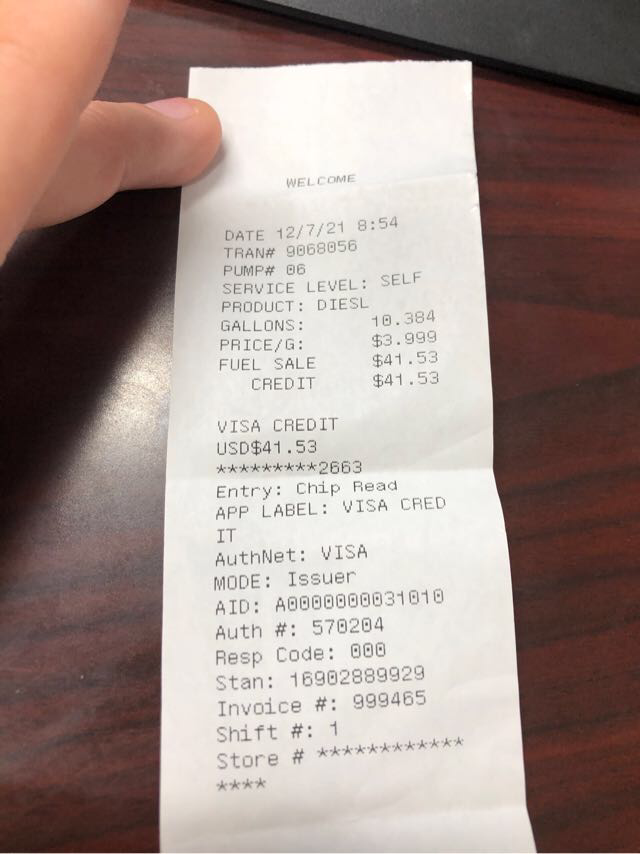 WELCOME
DATE 12/7/21 8:54
TRAN# 9068056
PUMP# 06
SERVICE LEVEL: SELF
PRODUCT: DIESL
GALLONS: 10.384
PRICE/G: $3.999
FUEL SALE $41.53
CREDIT $41.53
VISA CREDIT
USD$41.53
*********2663
Entry: Chip Read
APP LABEL: VISA CRED
IT
AuthNet: VISA
MODE: Issuer
AID: A0000000031010
Auth #: 570204
Resp Code: 000
Stan: 16902889929
Invoice #: 999465
Shift #: 1
Store # ************
****